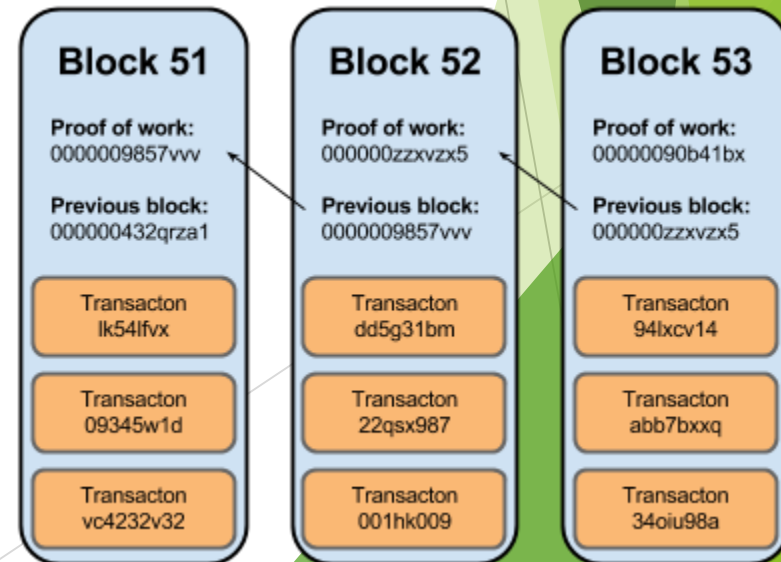 Block 51
Proof of work:
0000009857vvv
Previous block:
000000432qrza1
Transacton
lk54lfvx
Transacton
09345w1d
Transacton
vc4232v32
Block 52
Proof of work:
000000zzxvzx5
Previous block:
0000009857vvv
Transacton
dd5g31bm
Transacton
22qsx987
Transacton
001hk009
Block 53
Proof of work:
00000090b41bx
Previous block:
000000zzxvzx5
Transacton
94lxcv14
Transacton
abb7bxxq
Transacton
34oiu98a